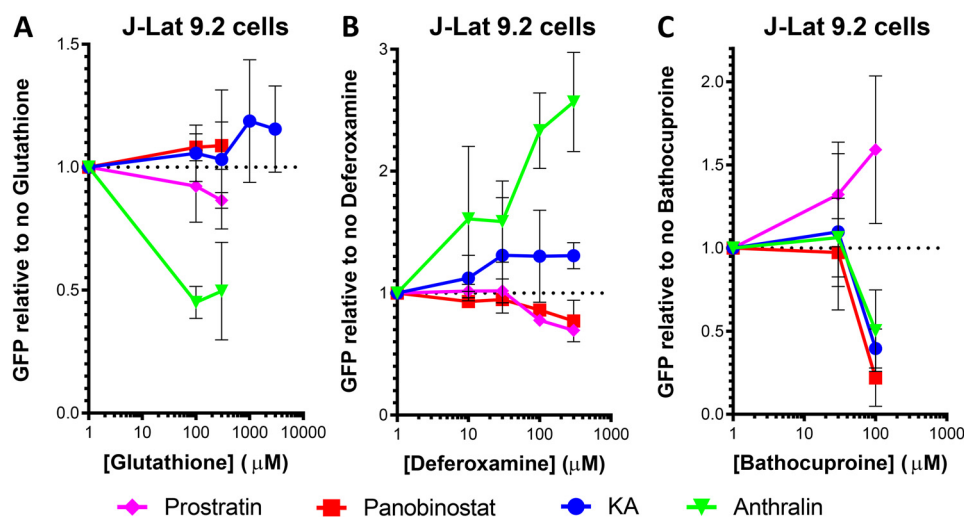 A
J-Lat 9.2 cells
GFP relative to no Glutathione
1.5
1.0
0.5
0.0
1
10
100
1000
10000
[Glutathione] ( μM)
B
J-Lat 9.2 cells
GFP relative to no Deferoxamine
3
2
1
0
1
10
100
1000
[Deferoxamine] ( μM)
C
J-Lat 9.2 cells
GFP relative to no Bathocuproine
2.0
1.5
1.0
0.5
0.0
1
10
100
1000
[Bathocuproine] ( μM)
Prostratin
Panobinostat
KA
Anthralin